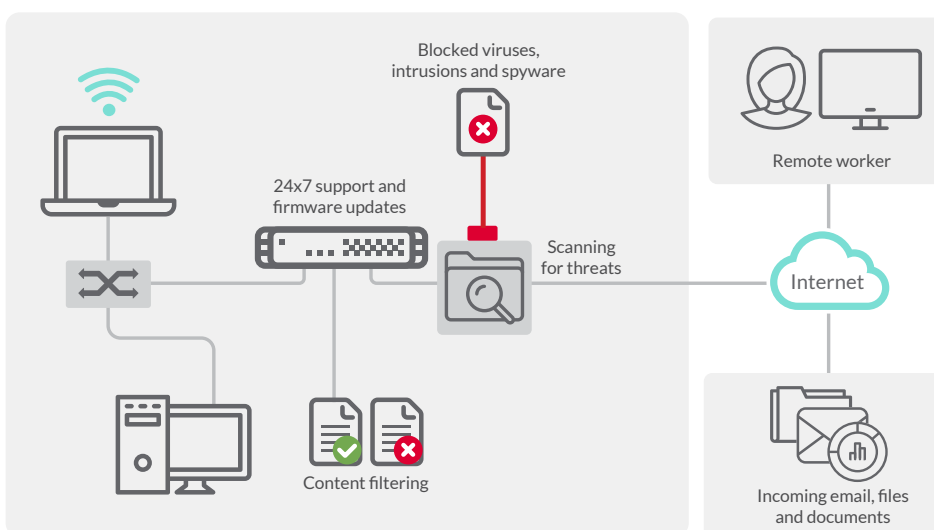 Blocked viruses,
intrusions and spyware
24x7 support and
firmware updates
Scanning
for threats
Content filtering
Remote worker
Internet
Incoming email, files
and documents